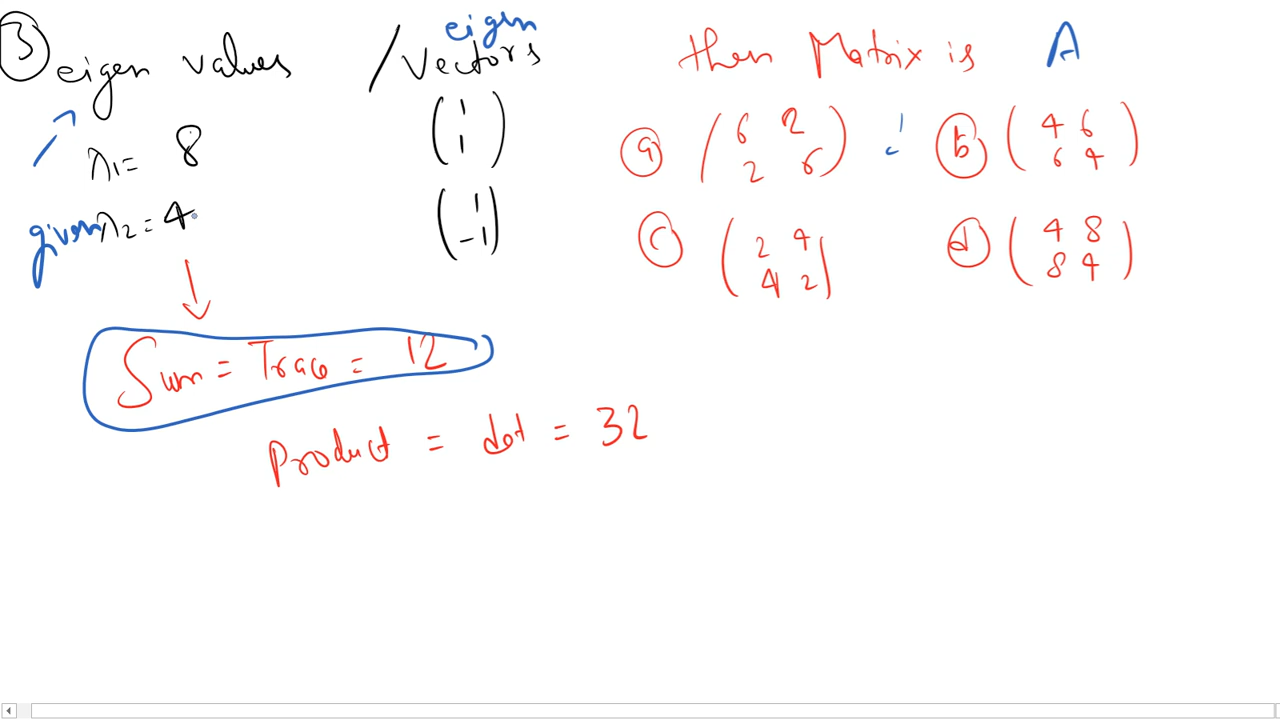 ③ eigen values / eigen Vectors then Matrix is A
λ1 = 8 (1 1) ⓐ (6 2 2 6) ⓑ (4 6 6 4)
given λ2 = 4 (1 -1) ⓒ (2 4 4 2) ⓓ (4 8 8 4)
Sum = Trace = 12
Product = det = 32